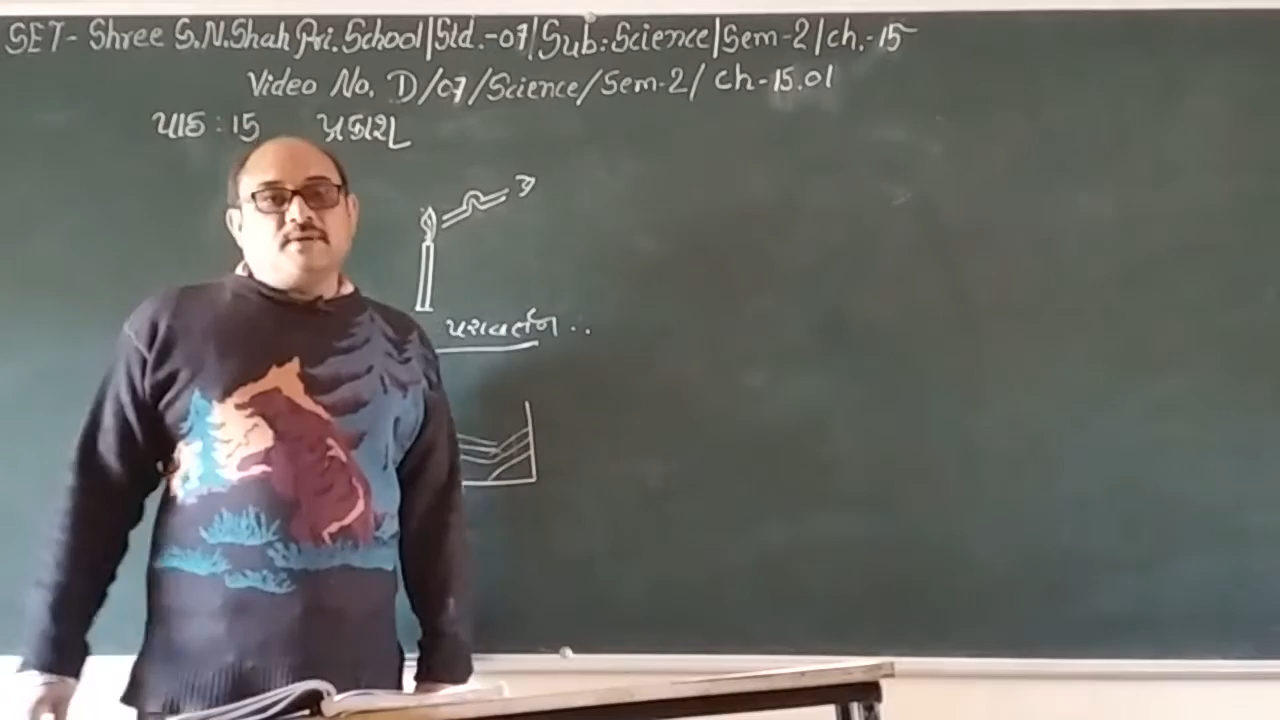 SET- Shree S.N.Shah Pri.School|Std.-07|Sub:Science|Sem-2/ch.-15
Video No. D/07/Science/Sem-2/ ch-15.01
પાઠ : 15 પ્રકાશ
પરાવર્તન ..